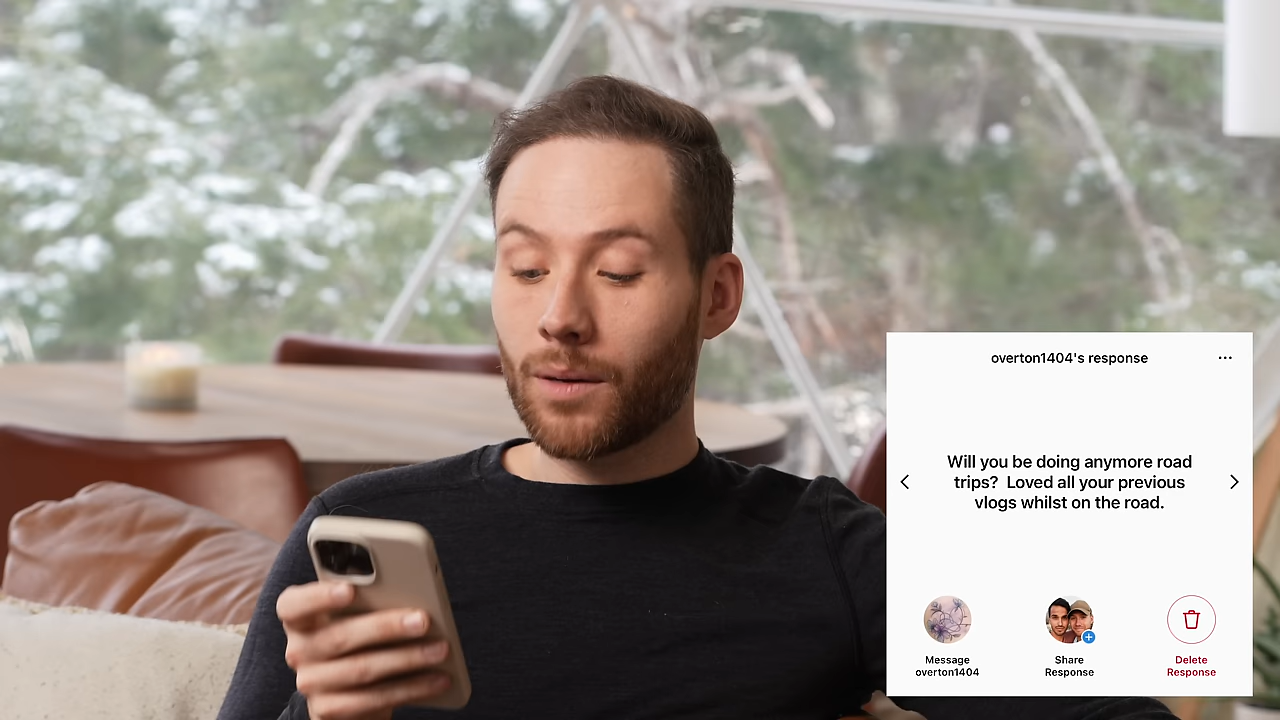 overton1404's response
Will you be doing anymore road
trips?  Loved all your previous
vlogs whilst on the road.
Message
overton1404
Share
Response
Delete
Response